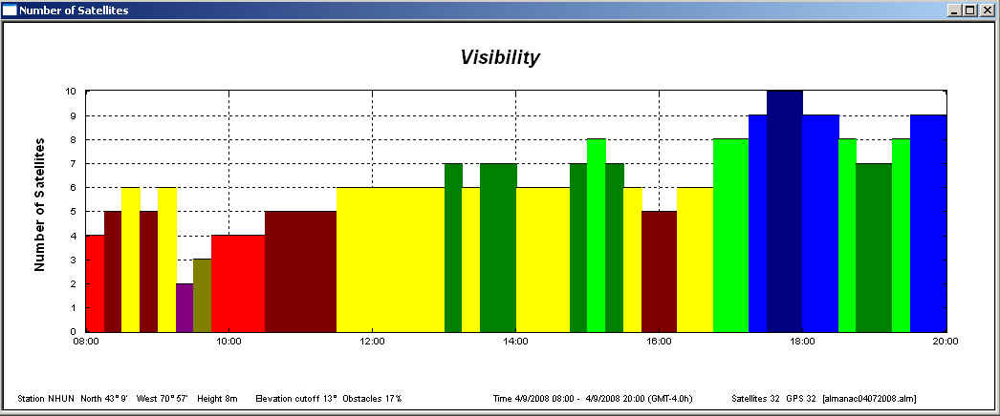 Number of Satellites
Visibility
Number of Satellites
10
9
8
7
6
5
4
3
2
1
0
08:00 10:00 12:00 14:00 16:00 18:00 20:00
Station NHUN North 43° 9' West 70° 57' Height 8m Elevation cutoff 13° Obstacles 17% Time 4/9/2008 08:00 - 4/9/2008 20:00 (GMT-4.0h) Satellites 32 GPS 32 [almanac04072008.alm]